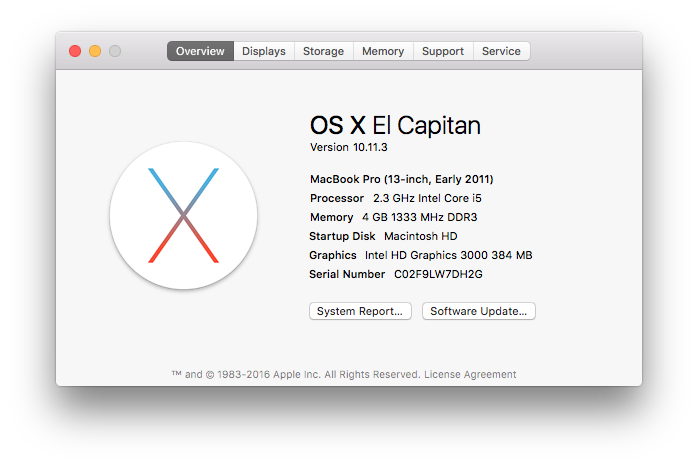 Overview Displays Storage Memory Support Service
OS X El Capitan
Version 10.11.3
MacBook Pro (13-inch, Early 2011)
Processor 2.3 GHz Intel Core i5
Memory 4 GB 1333 MHz DDR3
Startup Disk Macintosh HD
Graphics Intel HD Graphics 3000 384 MB
Serial Number C02F9LW7DH2G
System Report... Software Update...
™ and © 1983-2016 Apple Inc. All Rights Reserved. License Agreement